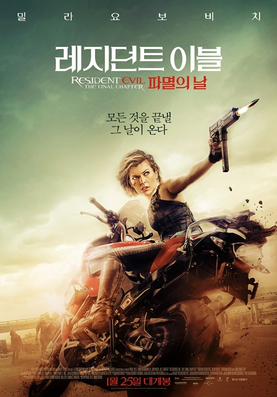 밀라 요보비치
레지던트 이블
RESIDENT EVIL
THE FINAL CHAPTER
파멸의 날
모든 것을 끝낼
그 날이 온다
1월 25일 대개봉